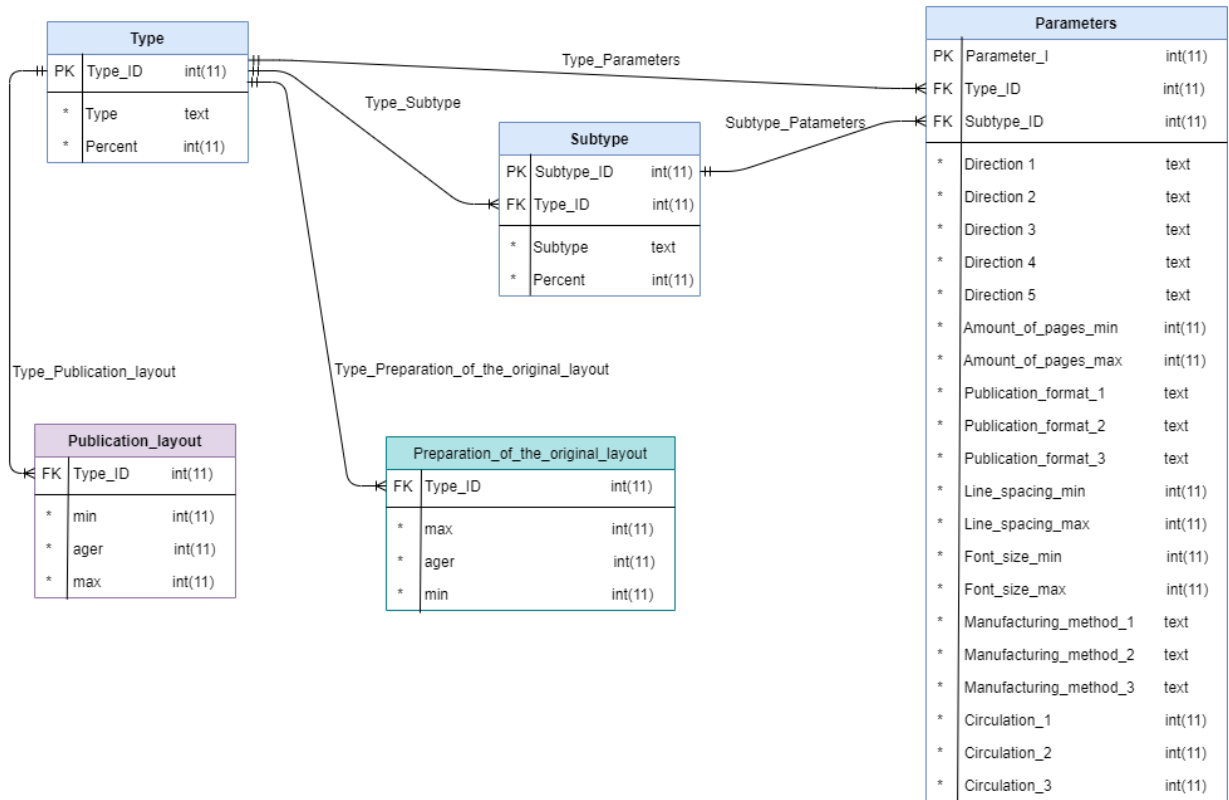 Type
PK Type_ID int(11)
* Type text
* Percent int(11)
Type_Parameters
Type_Subtype
Subtype
PK Subtype_ID int(11)
FK Type_ID int(11)
* Subtype text
* Percent int(11)
Subtype_Patameters
Parameters
PK Parameter_I int(11)
FK Type_ID int(11)
FK Subtype_ID int(11)
* Direction 1 text
* Direction 2 text
* Direction 3 text
* Direction 4 text
* Direction 5 text
* Amount_of_pages_min int(11)
* Amount_of_pages_max int(11)
* Publication_format_1 text
* Publication_format_2 text
* Publication_format_3 text
* Line_spacing_min int(11)
* Line_spacing_max int(11)
* Font_size_min int(11)
* Font_size_max int(11)
* Manufacturing_method_1 text
* Manufacturing_method_2 text
* Manufacturing_method_3 text
* Circulation_1 int(11)
* Circulation_2 int(11)
* Circulation_3 int(11)
Type_Publication_layout
Type_Preparation_of_the_original_layout
Publication_layout
FK Type_ID int(11)
* min int(11)
* ager int(11)
* max int(11)
Preparation_of_the_original_layout
FK Type_ID int(11)
* max int(11)
* ager int(11)
* min int(11)